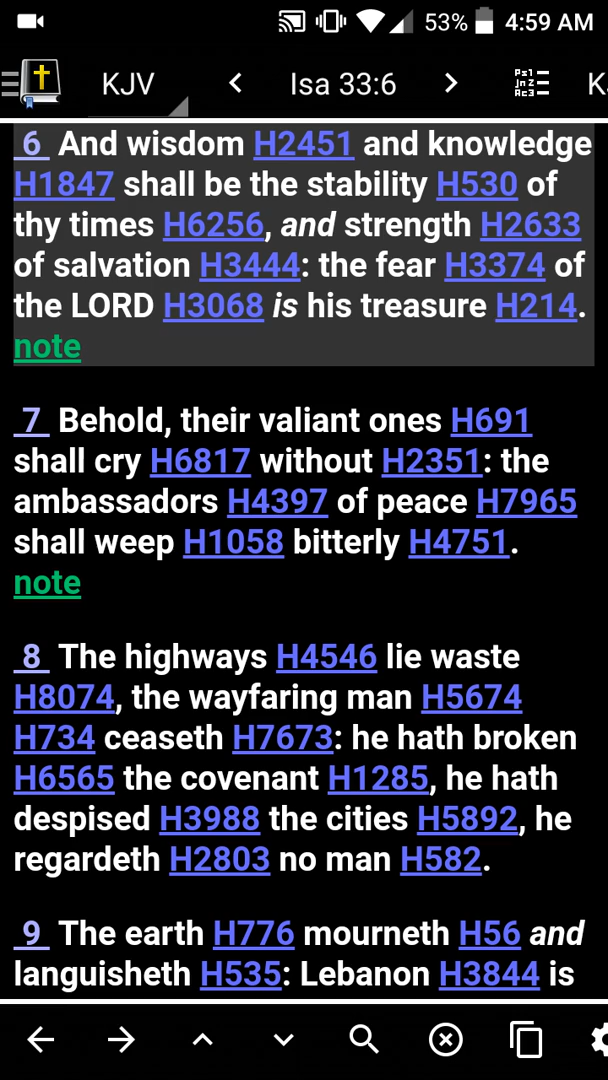 53% 4:59 AM
KJV < Isa 33:6 > Ps1 Jn2 Ac3 K
6 And wisdom H2451 and knowledge
H1847 shall be the stability H530 of
thy times H6256, and strength H2633
of salvation H3444: the fear H3374 of
the LORD H3068 is his treasure H214.
note
7 Behold, their valiant ones H691
shall cry H6817 without H2351: the
ambassadors H4397 of peace H7965
shall weep H1058 bitterly H4751.
note
8 The highways H4546 lie waste
H8074, the wayfaring man H5674
H734 ceaseth H7673: he hath broken
H6565 the covenant H1285, he hath
despised H3988 the cities H5892, he
regardeth H2803 no man H582.
9 The earth H776 mourneth H56 and
languisheth H535: Lebanon H3844 is